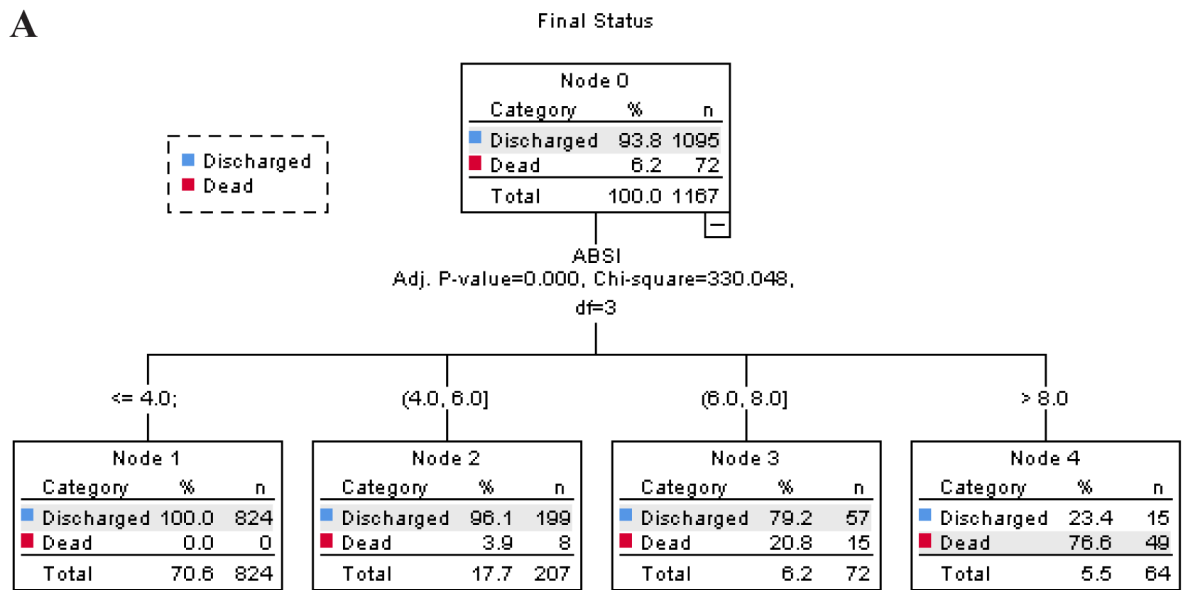 A
Final Status
Node 0
Category % n
Discharged 93.8 1095
Dead 6.2 72
Total 100.0 1167
Discharged
Dead
ABSI
Adj. P-value=0.000, Chi-square=330.048,
df=3
<= 4.0;
(4.0, 6.0]
(6.0, 8.0]
> 8.0
Node 1
Category % n
Discharged 100.0 824
Dead 0.0 0
Total 70.6 824
Node 2
Category % n
Discharged 96.1 199
Dead 3.9 8
Total 17.7 207
Node 3
Category % n
Discharged 79.2 57
Dead 20.8 15
Total 6.2 72
Node 4
Category % n
Discharged 23.4 15
Dead 76.6 49
Total 5.5 64